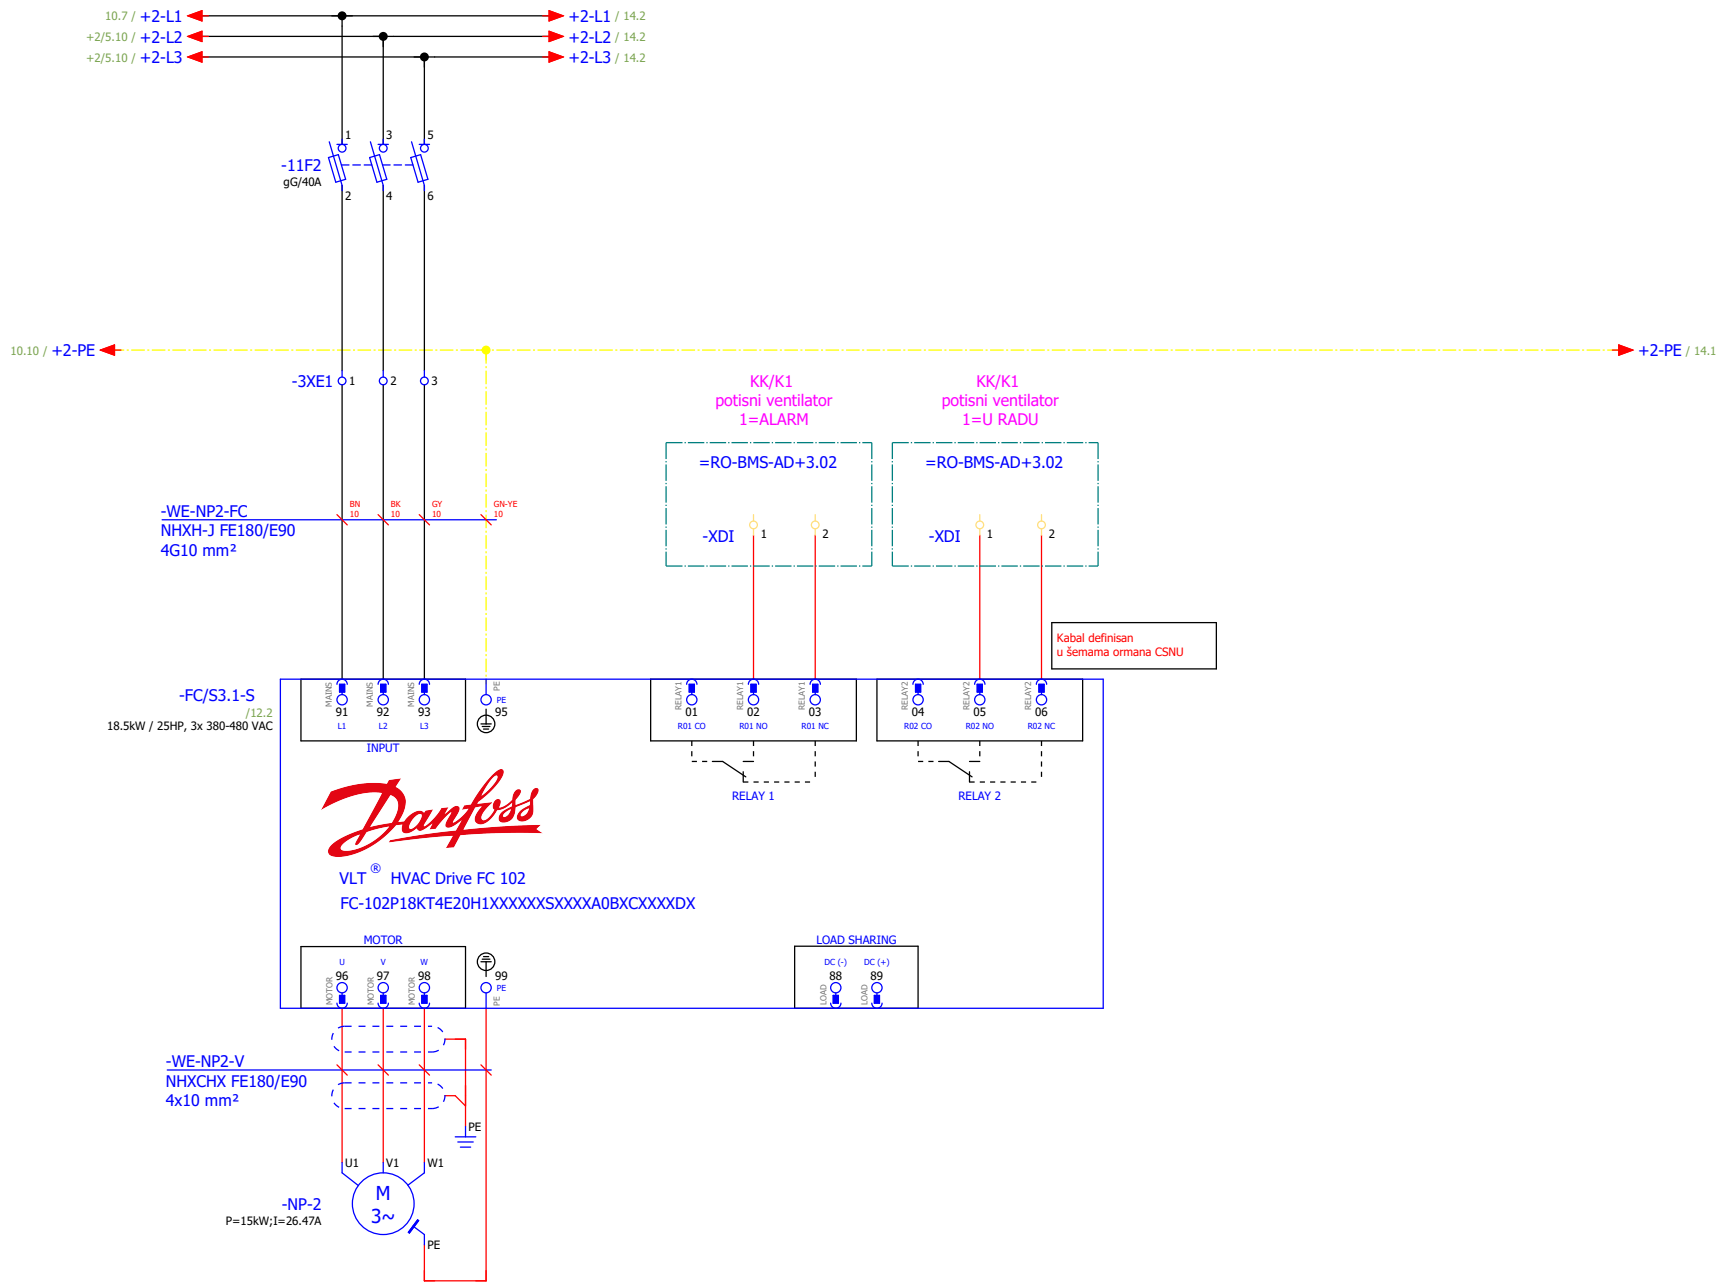 10.7 / +2-L1
+2-L1 / 14.2
+2/5.10 / +2-L2
+2-L2 / 14.2
+2/5.10 / +2-L3
+2-L3 / 14.2
1 3 5
-11F2
gG/40A
2 4 6
10.10 / +2-PE
+2-PE / 14.1
-3XE1 1 2 3
KK/K1
potisni ventilator
1=ALARM
KK/K1
potisni ventilator
1=U RADU
=RO-BMS-AD+3.02
=RO-BMS-AD+3.02
-XDI 1 2
-XDI 1 2
BN BK GY GN-YE
10 10 10 10
-WE-NP2-FC
NHXH-J FE180/E90
4G10 mm²
Kabal definisan
u šemama ormana CSNU
-FC/S3.1-S
/12.2
18.5kW / 25HP, 3x 380-480 VAC
MAINS MAINS MAINS PE
91 92 93 PE 95
L1 L2 L3
INPUT
RELAY1 RELAY1 RELAY1
01 02 03
R01 CO R01 NO R01 NC
RELAY 1
RELAY2 RELAY2 RELAY2
04 05 06
R02 CO R02 NO R02 NC
RELAY 2
Danfoss
VLT ® HVAC Drive FC 102
FC-102P18KT4E20H1XXXXXXSXXXXA0BXCXXXXDX
MOTOR
U V W
96 97 98 99
MOTOR MOTOR MOTOR PE
PE
LOAD SHARING
DC (-) DC (+)
88 89
LOAD LOAD
-WE-NP2-V
NHXCHX FE180/E90
4x10 mm²
PE
U1 V1 W1
M
3~
-NP-2
P=15kW;I=26.47A
PE